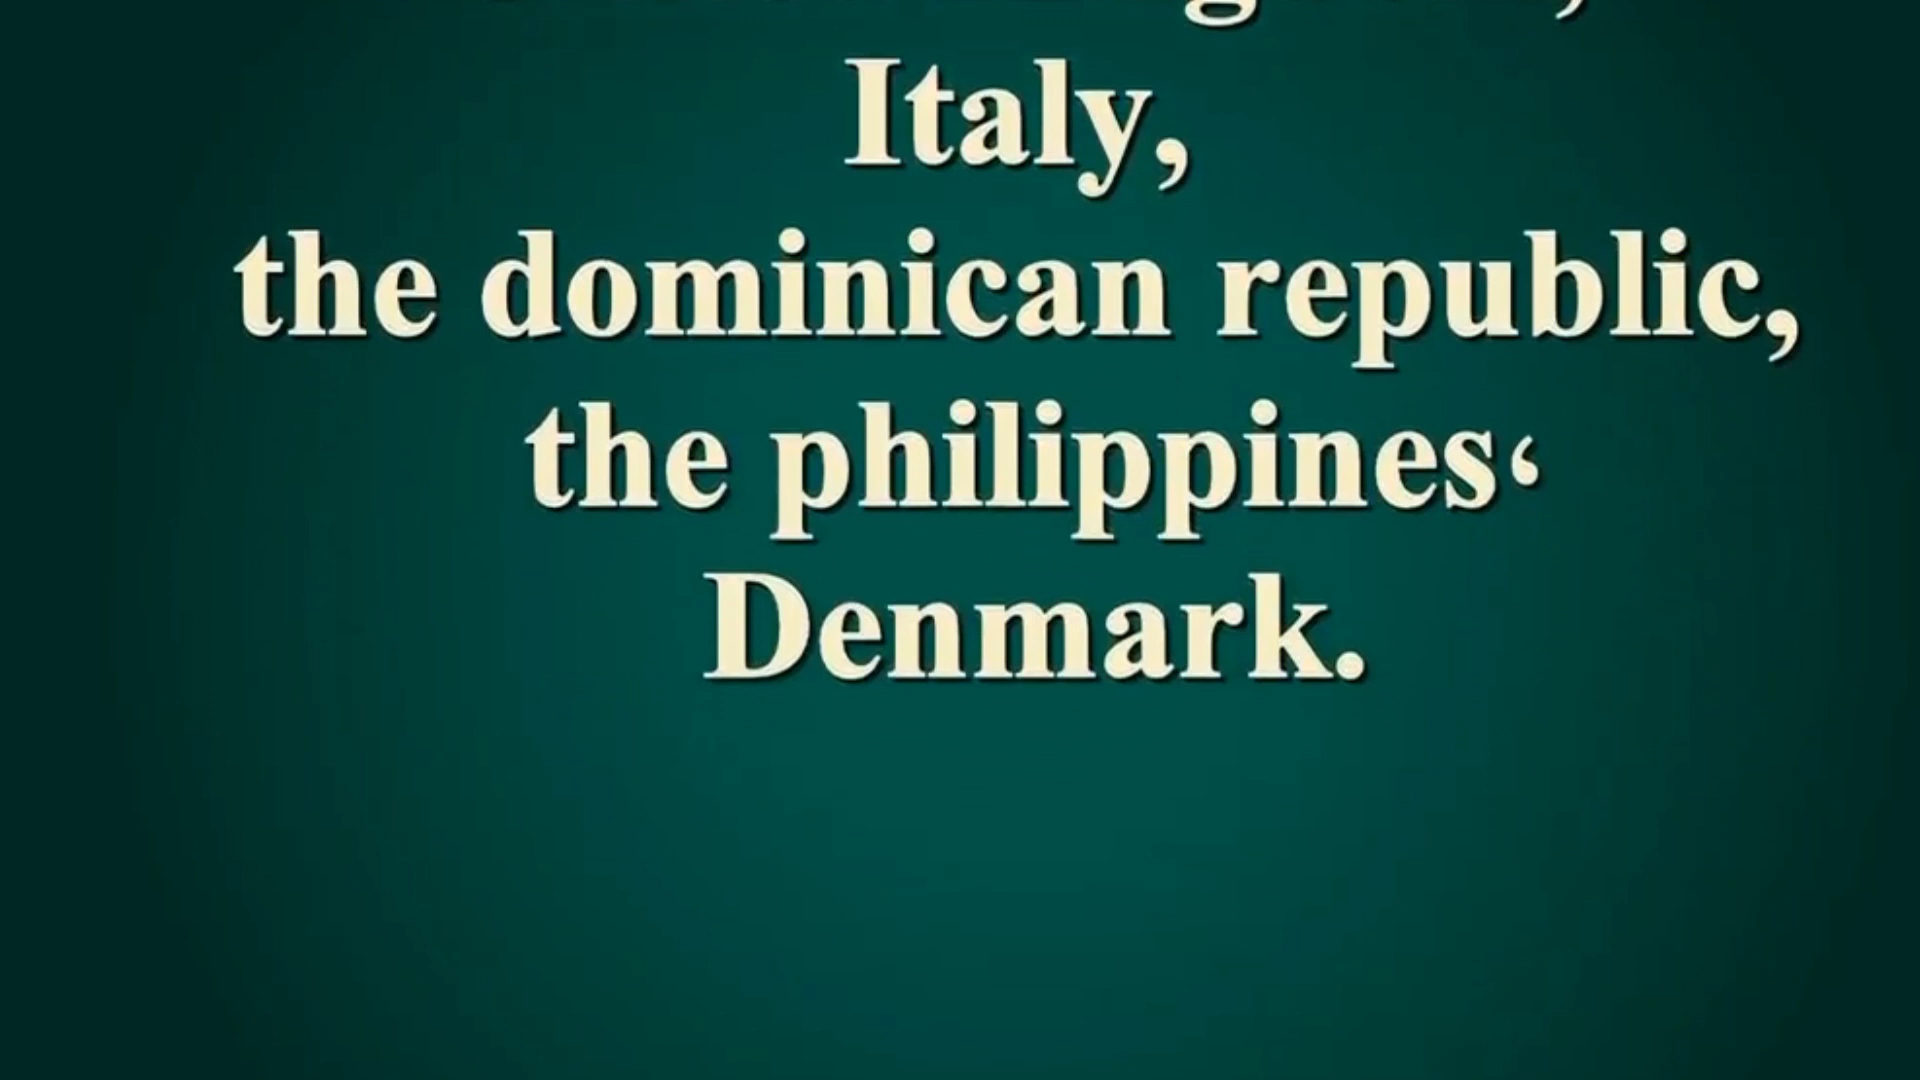 Italy,
the dominican republic,
the philippines،
Denmark.